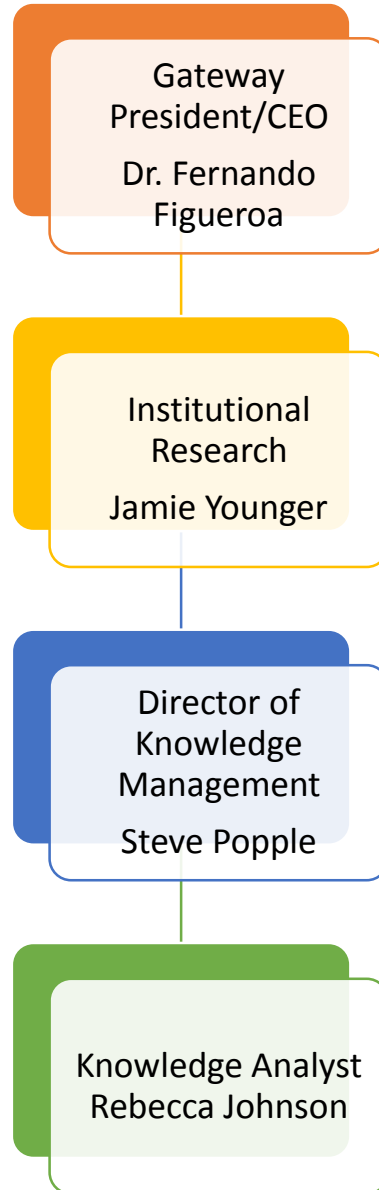 Gateway
President/CEO
Dr. Fernando
Figueroa
Institutional
Research
Jamie Younger
Director of
Knowledge
Management
Steve Popple
Knowledge Analyst
Rebecca Johnson